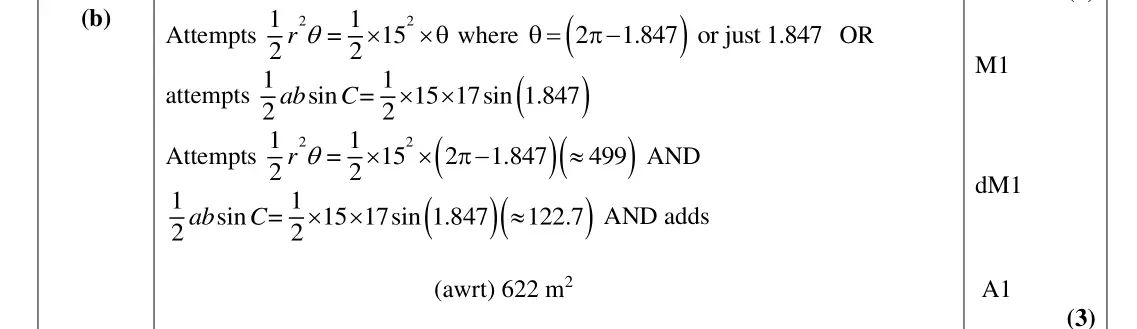 (b)
Attempts 1/2 r²θ = 1/2 ×15² ×θ where θ = (2π−1.847) or just 1.847 OR
M1
attempts 1/2 ab sin C= 1/2 ×15×17 sin(1.847)
Attempts 1/2 r²θ = 1/2 ×15² ×(2π−1.847)(≈ 499) AND
dM1
1/2 ab sin C= 1/2 ×15×17 sin(1.847)(≈122.7) AND adds
(awrt) 622 m² A1
(3)